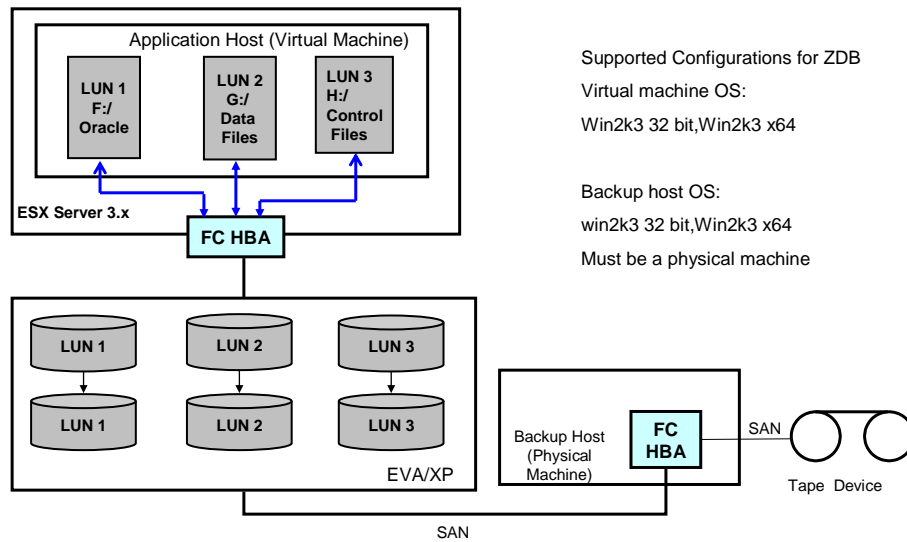 Application Host (Virtual Machine)
LUN 1
F:/
Oracle
LUN 2
G:/
Data
Files
LUN 3
H:/
Control
Files
ESX Server 3.x
FC HBA
Supported Configurations for ZDB
Virtual machine OS:
Win2k3 32 bit,Win2k3 x64
Backup host OS:
win2k3 32 bit,Win2k3 x64
Must be a physical machine
LUN 1
LUN 2
LUN 3
LUN 1
LUN 2
LUN 3
EVA/XP
Backup Host
(Physical
Machine)
FC
HBA
SAN
Tape Device
SAN